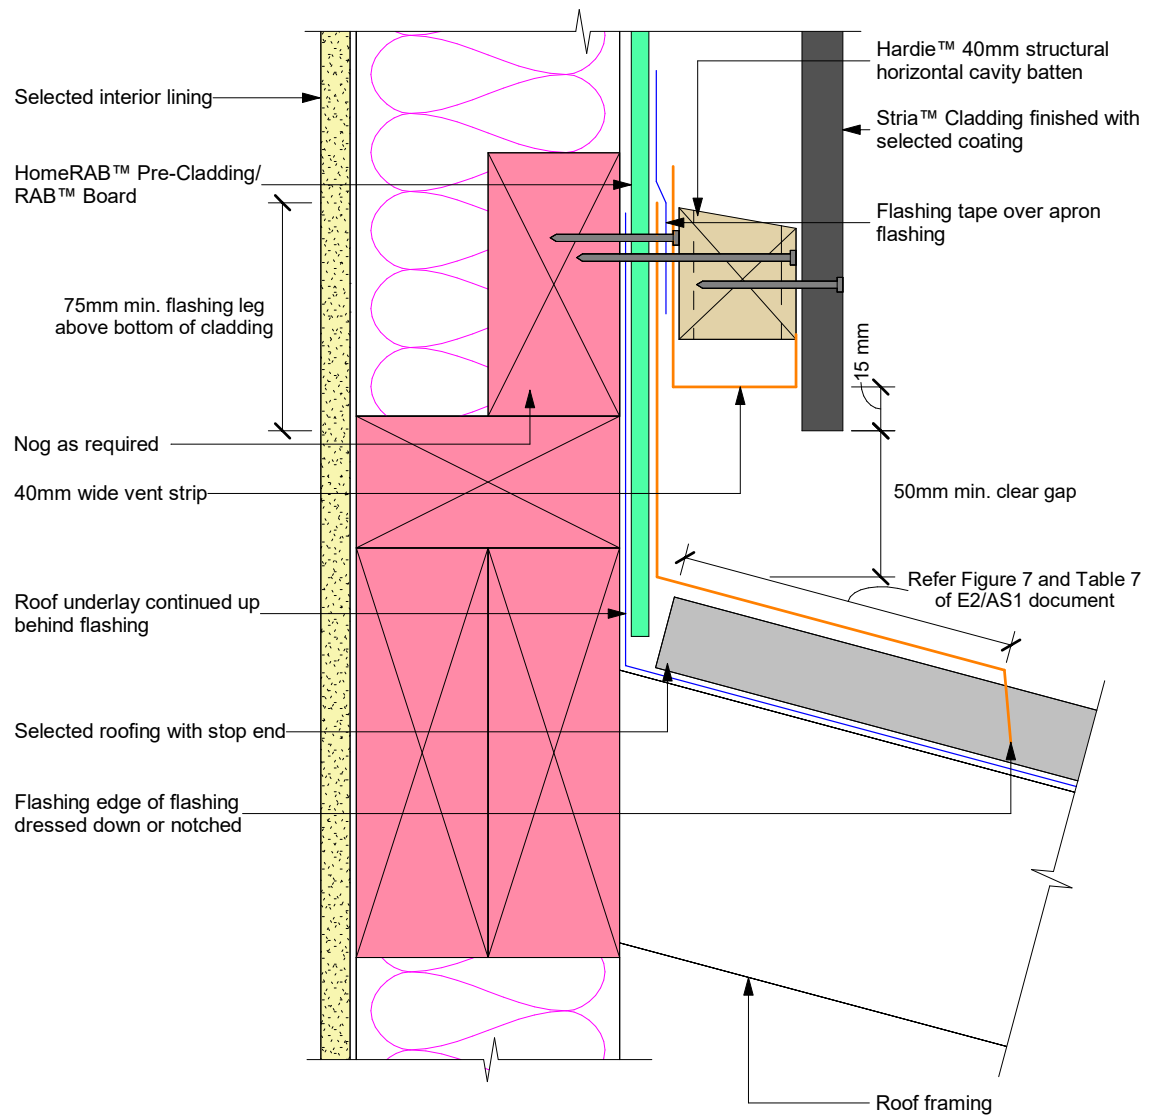 Hardie™ 40mm structural
horizontal cavity batten
Selected interior lining
Stria™ Cladding finished with
selected coating
HomeRAB™ Pre-Cladding/
RAB™ Board
Flashing tape over apron
flashing
75mm min. flashing leg
above bottom of cladding
15 mm
Nog as required
40mm wide vent strip
50mm min. clear gap
Refer Figure 7 and Table 7
of E2/AS1 document
Roof underlay continued up
behind flashing
Selected roofing with stop end
Flashing edge of flashing
dressed down or notched
Roof framing